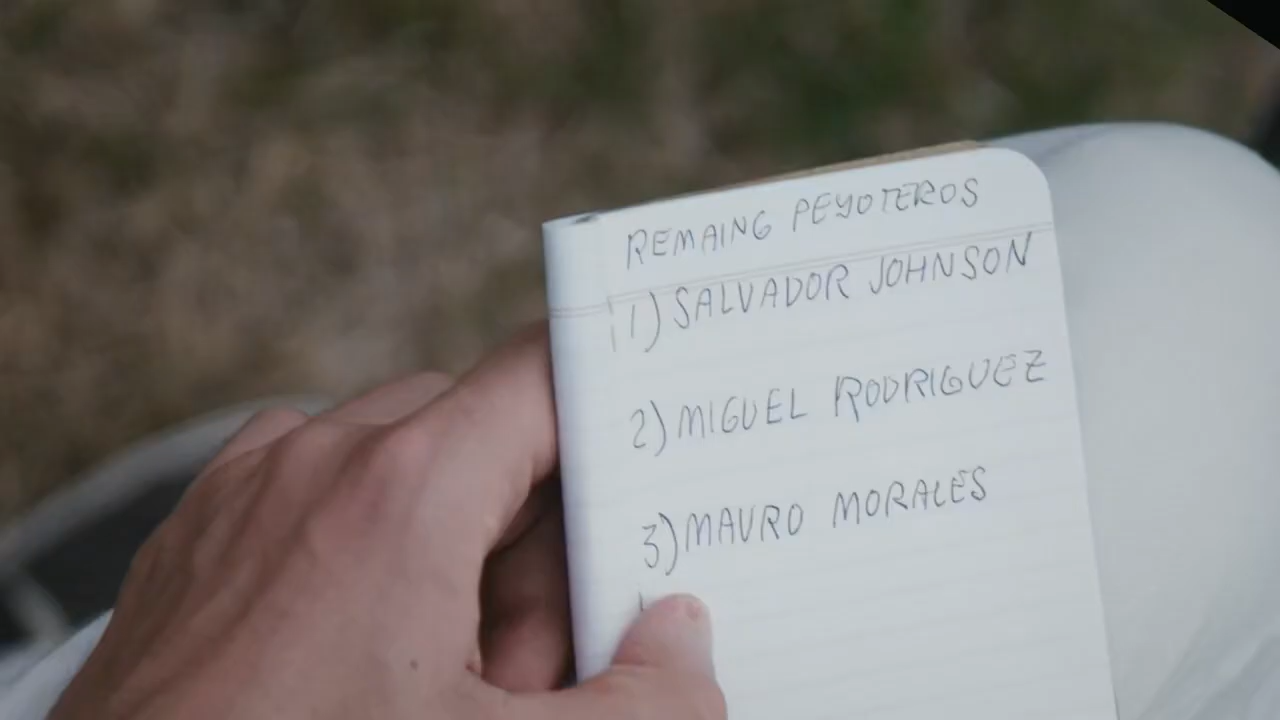 REMAING PEYOTEROS
1) SALVADOR JOHNSON
2) MIGUEL RODRIGUEZ
3) MAURO MORALES